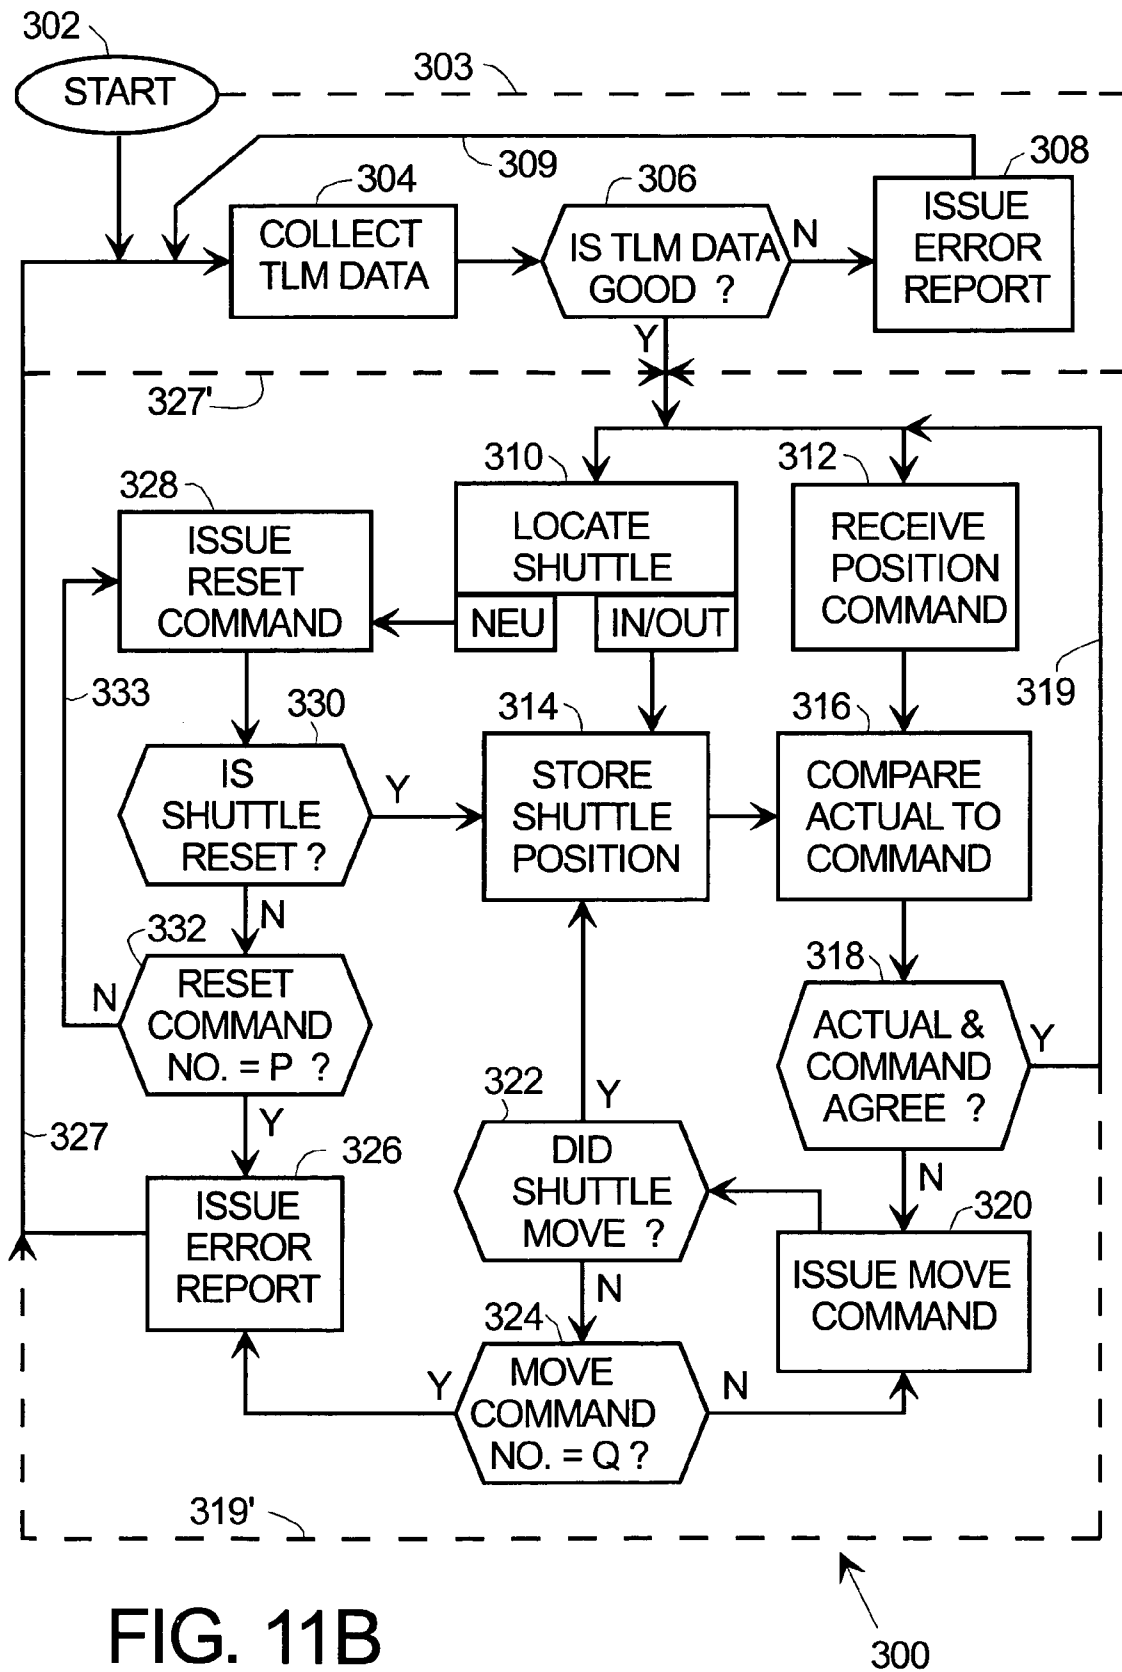 302
START
303
309
304
306
308
COLLECT
TLM DATA
IS TLM DATA
GOOD ?
N
ISSUE
ERROR
REPORT
Y
327'
310
312
328
ISSUE
RESET
COMMAND
LOCATE
SHUTTLE
NEU
IN/OUT
RECEIVE
POSITION
COMMAND
319
333
330
314
316
IS
SHUTTLE
RESET ?
Y
STORE
SHUTTLE
POSITION
COMPARE
ACTUAL TO
COMMAND
N
332
318
RESET
COMMAND
NO. = P ?
N
ACTUAL &
COMMAND
AGREE ?
Y
322
Y
Y
327
326
DID
SHUTTLE
MOVE ?
N
320
ISSUE
ERROR
REPORT
ISSUE MOVE
COMMAND
N
324
MOVE
COMMAND
NO. = Q ?
Y
N
319'
300
FIG. 11B